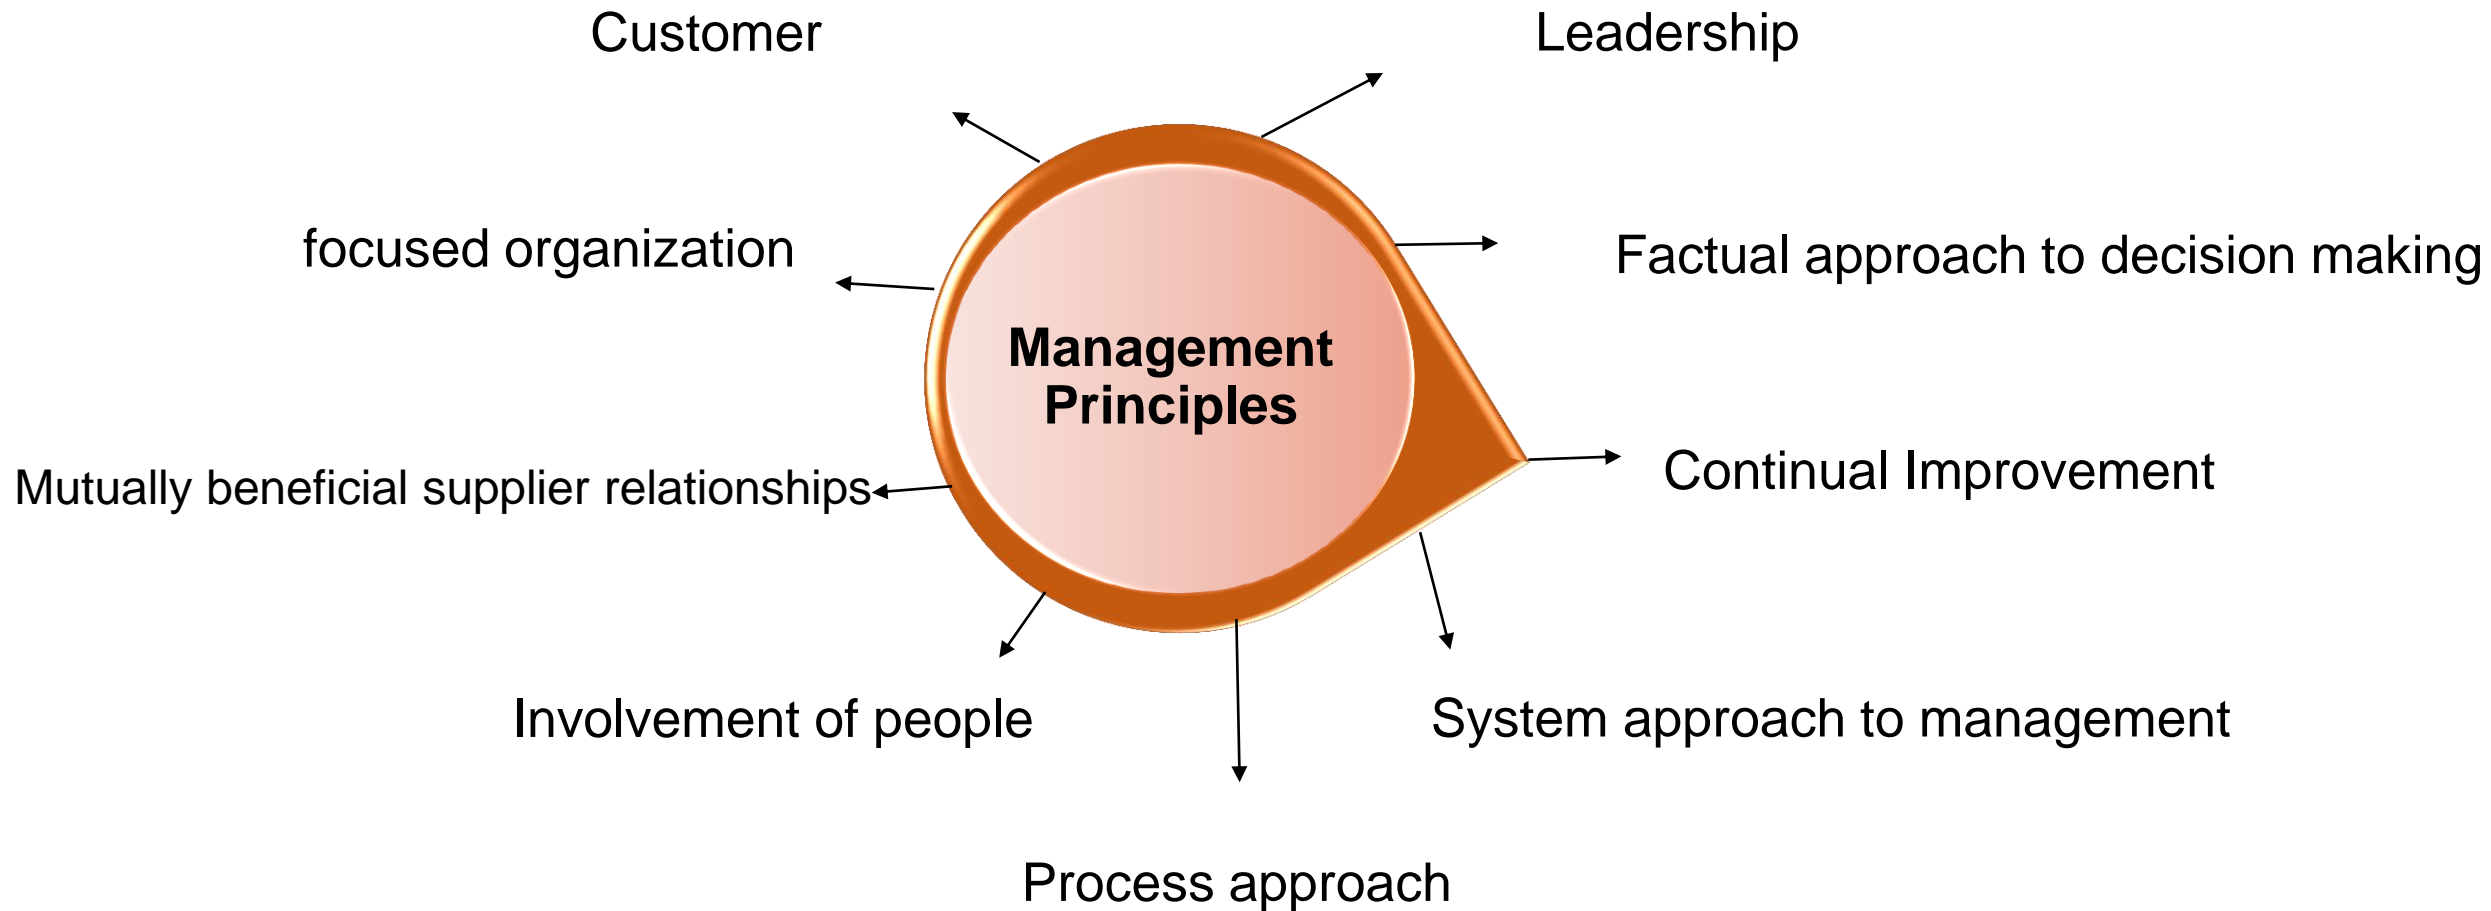 Customer
Leadership
focused organization
Factual approach to decision making
Management
Principles
Mutually beneficial supplier relationships
Continual Improvement
Involvement of people
System approach to management
Process approach